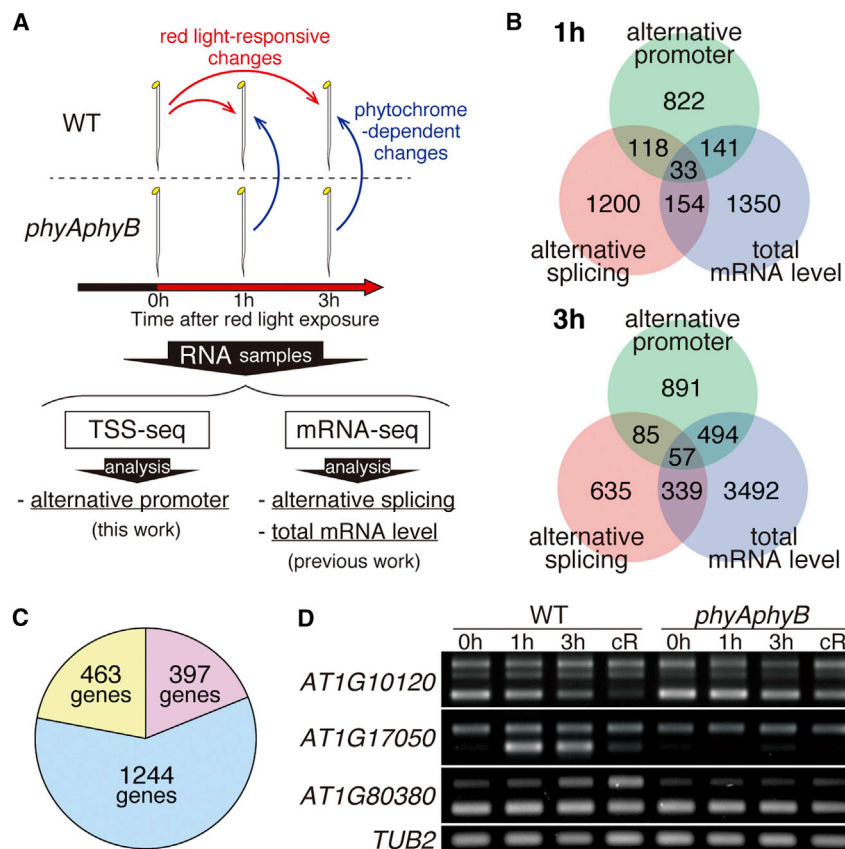 A
red light-responsive
changes
WT
phytochrome
-dependent
changes
phyAphyB
0h 1h 3h
Time after red light exposure
RNA samples
TSS-seq mRNA-seq
analysis analysis
- alternative promoter
(this work)
- alternative splicing
- total mRNA level
(previous work)
B
1h
alternative
promoter
822
118 141
33
1200 154 1350
alternative
splicing
total
mRNA level
3h
alternative
promoter
891
85 494
57
635 339 3492
alternative
splicing
total
mRNA level
C
463
genes
397
genes
1244
genes
D
WT phyAphyB
0h 1h 3h cR 0h 1h 3h cR
AT1G10120
AT1G17050
AT1G80380
TUB2